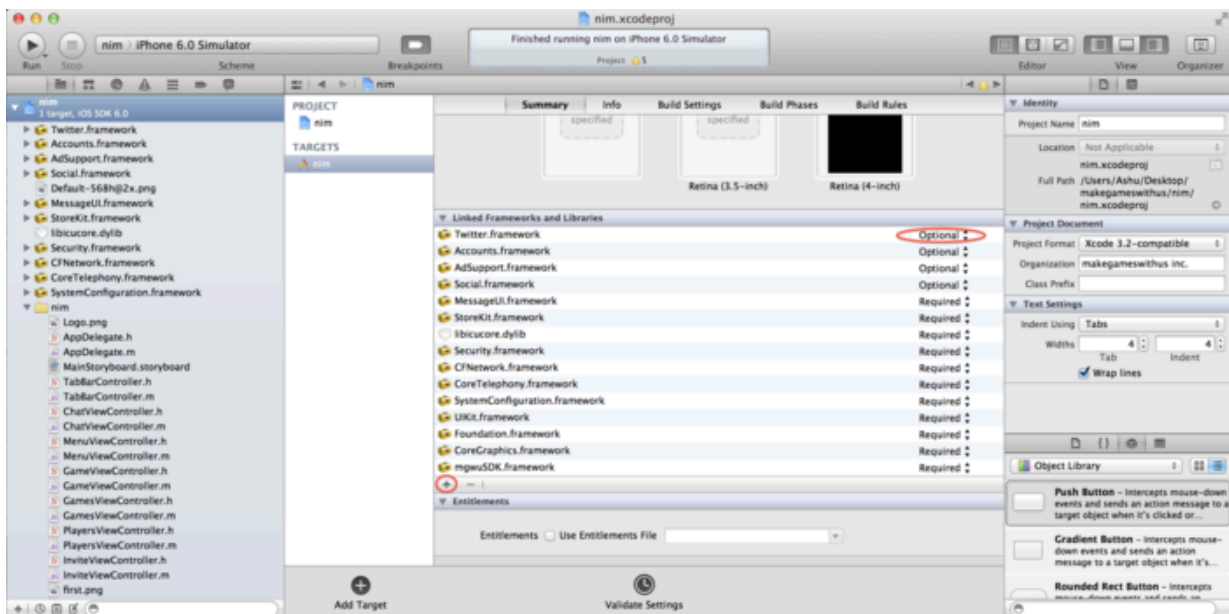 nim.xcodeproj
nim iPhone 6.0 Simulator
Finished running nim on iPhone 6.0 Simulator
Project 5
Run Stop Scheme Breakpoints Editor View Organizer
nim
nim
1 target, iOS SDK 6.0
Twitter.framework
Accounts.framework
AdSupport.framework
Social.framework
Default-568h@2x.png
MessageUI.framework
StoreKit.framework
libicucore.dylib
Security.framework
CFNetwork.framework
CoreTelephony.framework
SystemConfiguration.framework
nim
Logo.png
AppDelegate.h
AppDelegate.m
MainStoryboard.storyboard
TabBarController.h
TabBarController.m
ChatViewController.h
ChatViewController.m
MenuViewController.h
MenuViewController.m
GameViewController.h
GameViewController.m
GamesViewController.h
GamesViewController.m
PlayersViewController.h
PlayersViewController.m
InviteViewController.h
InviteViewController.m
first.png
PROJECT
nim
TARGETS
nim
Summary Info Build Settings Build Phases Build Rules
specified specified
Retina (3.5-inch) Retina (4-inch)
Linked Frameworks and Libraries
Twitter.framework Optional
Accounts.framework Optional
AdSupport.framework Optional
Social.framework Optional
MessageUI.framework Required
StoreKit.framework Required
libicucore.dylib Required
Security.framework Required
CFNetwork.framework Required
CoreTelephony.framework Required
SystemConfiguration.framework Required
UIKit.framework Required
Foundation.framework Required
CoreGraphics.framework Required
mgwuSDK.framework Required
Entitlements
Entitlements Use Entitlements File
Add Target Validate Settings
Identity
Project Name nim
Location Not Applicable
nim.xcodeproj
Full Path /Users/Ashu/Desktop/
makegameswithus/nim/
nim.xcodeproj
Project Document
Project Format Xcode 3.2-compatible
Organization makegameswithus inc.
Class Prefix
Text Settings
Indent Using Tabs
Widths 4 4
Tab Indent
Wrap lines
Object Library
Push Button - Intercepts mouse-down
events and sends an action message to a
target object when it's clicked or...
Gradient Button - Intercepts mouse-
down events and sends an action
message to a target object when it's...
Rounded Rect Button - Intercepts